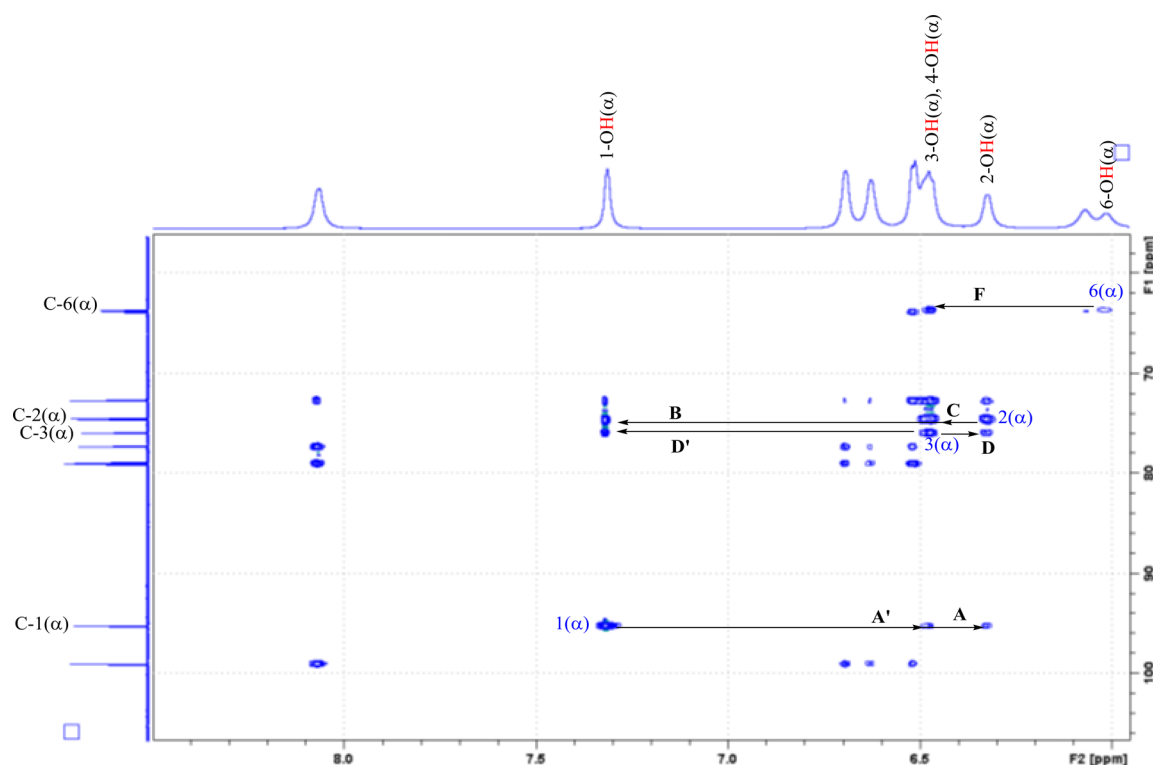 1-OH(α)
3-OH(α), 4-OH(α)
2-OH(α)
6-OH(α)
C-6(α)
C-2(α)
C-3(α)
C-1(α)
F
6(α)
B
C
2(α)
D'
3(α)
D
1(α)
A'
A
F1 [ppm]
70
80
90
100
8.0
7.5
7.0
6.5
F2 [ppm]